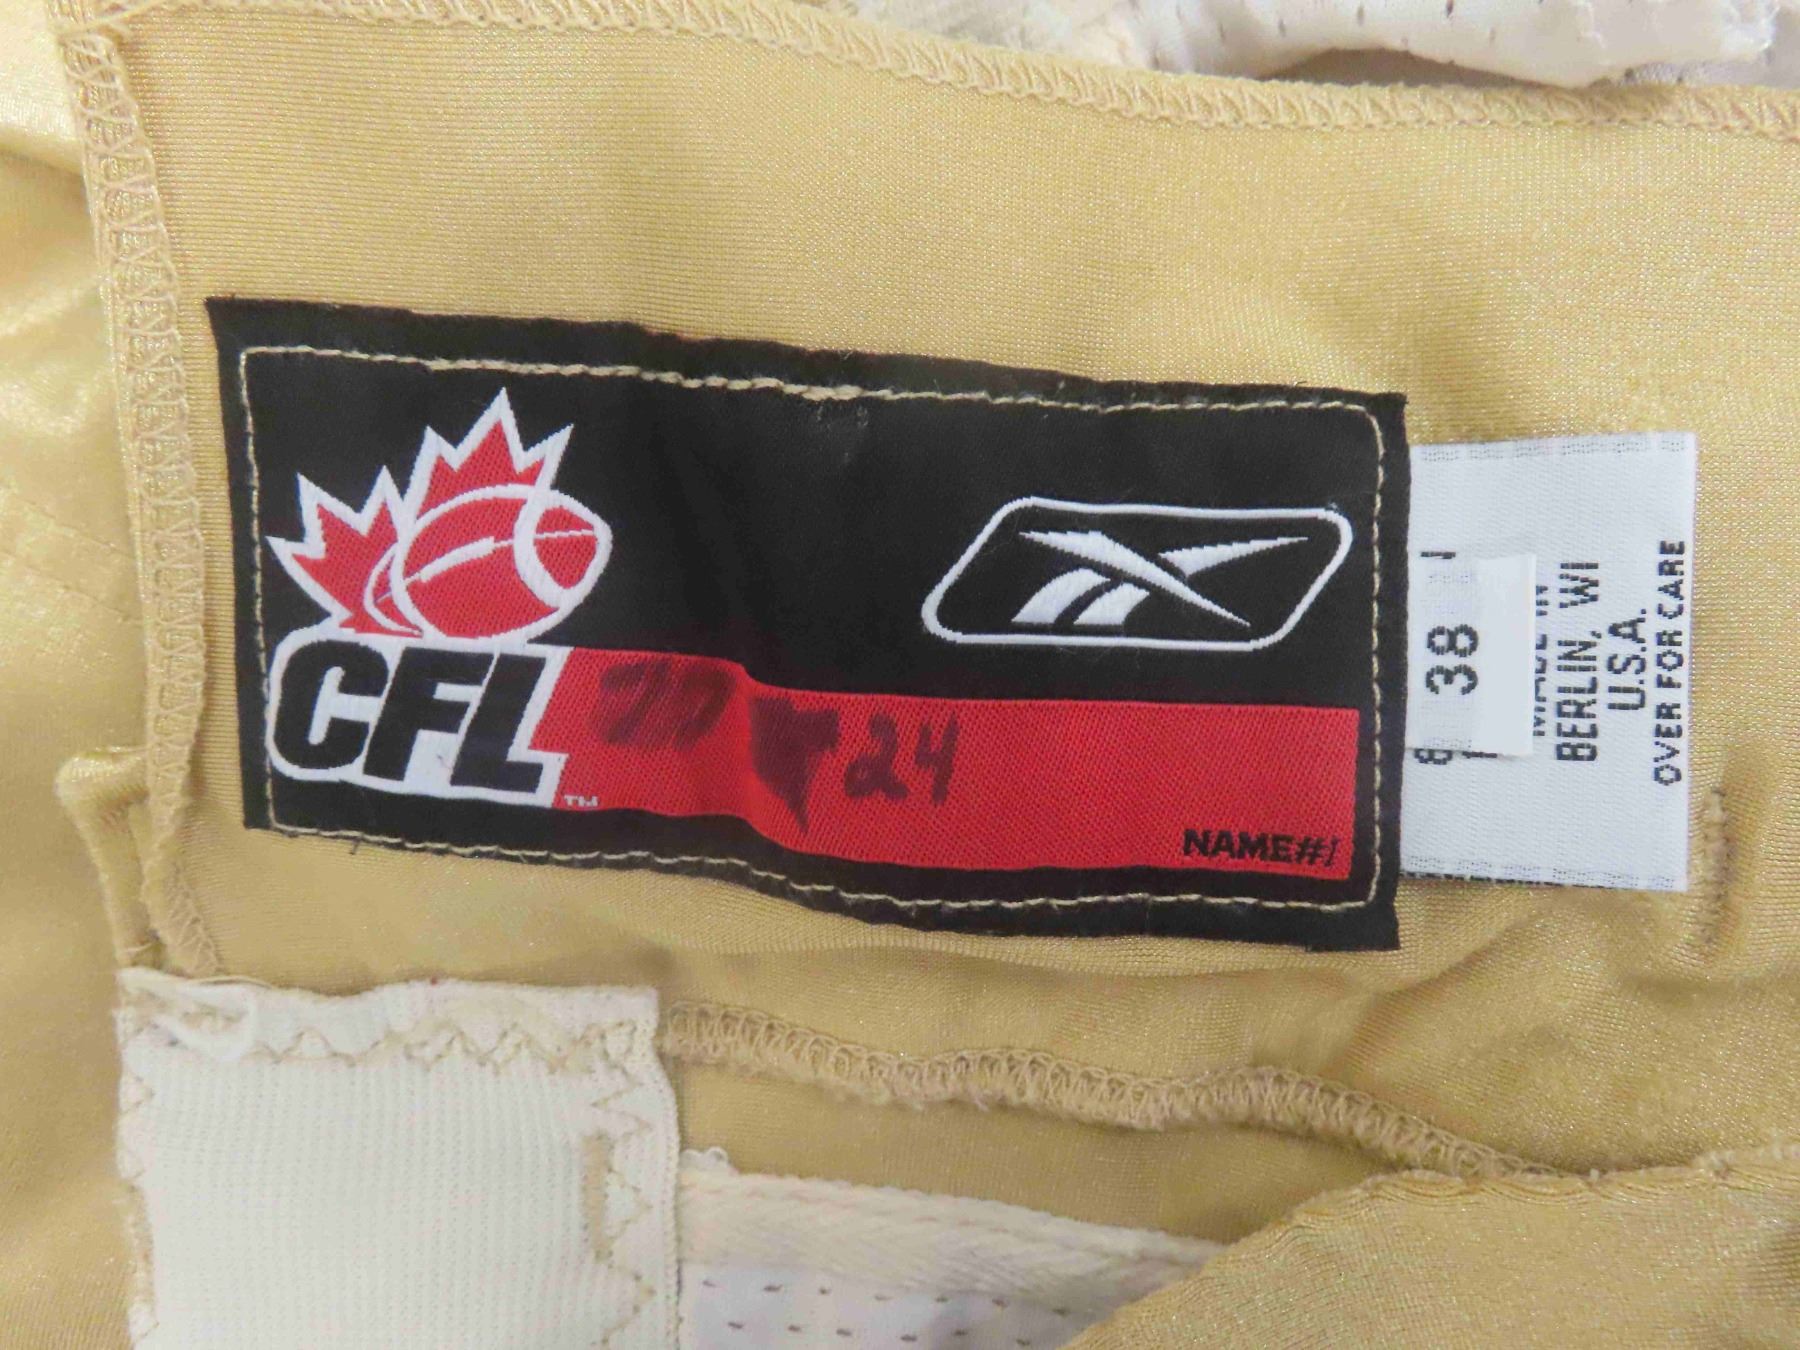 CFL
TM
24
NAME#/
38
BERLIN, WI
U.S.A.
OVER FOR CARE